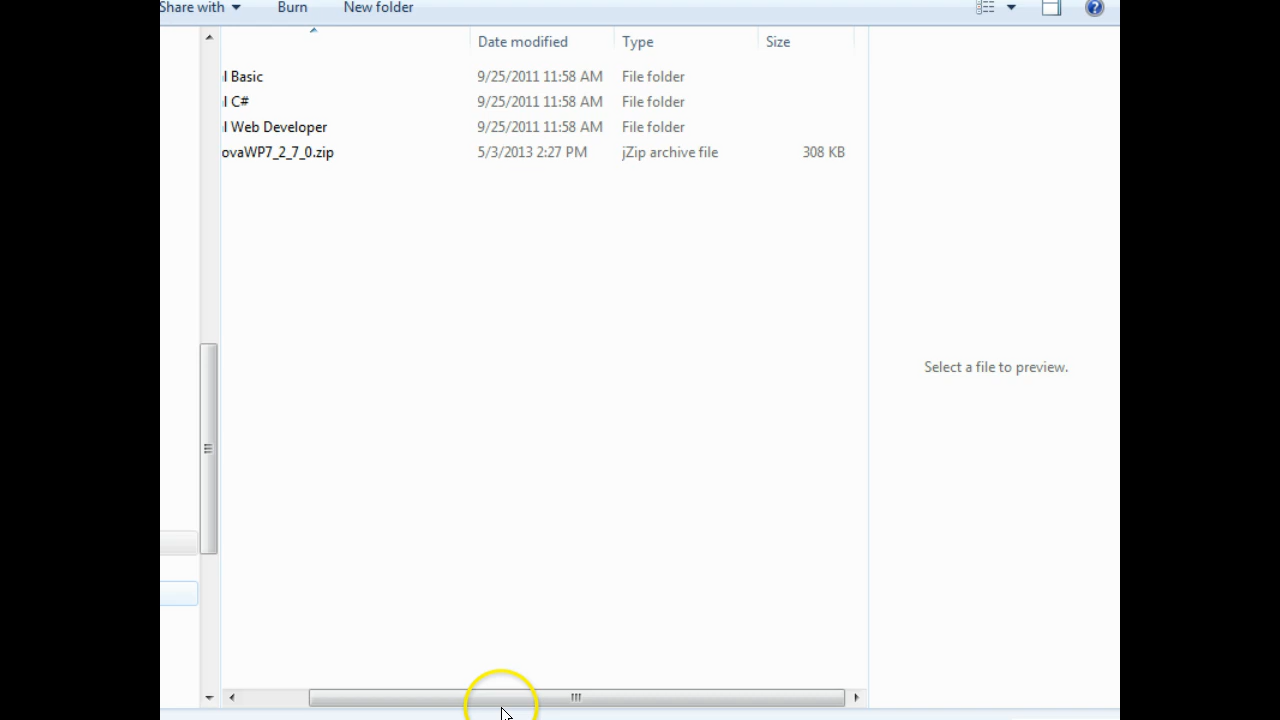 Share with Burn New folder
Date modified Type Size
l Basic 9/25/2011 11:58 AM File folder
l C# 9/25/2011 11:58 AM File folder
l Web Developer 9/25/2011 11:58 AM File folder
ovaWP7_2_7_0.zip 5/3/2013 2:27 PM jZip archive file 308 KB
Select a file to preview.